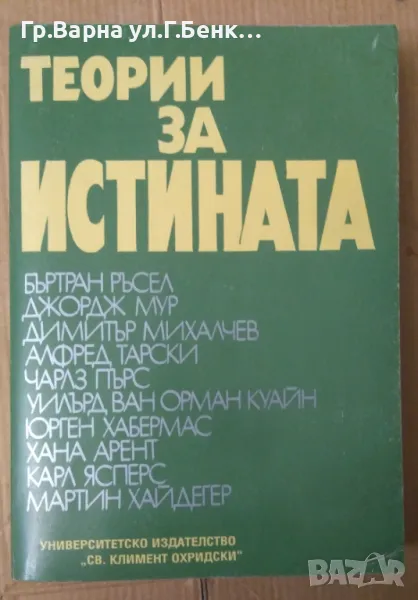 Гр.Варна ул.Г.Бенк...
ТЕОРИИ
ЗА
ИСТИНАТА
БЪРТРАН РЪСЕЛ
ДЖОРДЖ МУР
ДИМИТЪР МИХАЛЧЕВ
АЛФРЕД ТАРСКИ
ЧАРЛЗ ПЪРС
УИЛЪРД ВАН ОРМАН КУАЙН
ЮРГЕН ХАБЕРМАС
ХАНА АРЕНТ
КАРЛ ЯСПЕРС
МАРТИН ХАЙДЕГЕР
УНИВЕРСИТЕТСКО ИЗДАТЕЛСТВО
„СВ. КЛИМЕНТ ОХРИДСКИ"
BAZAR